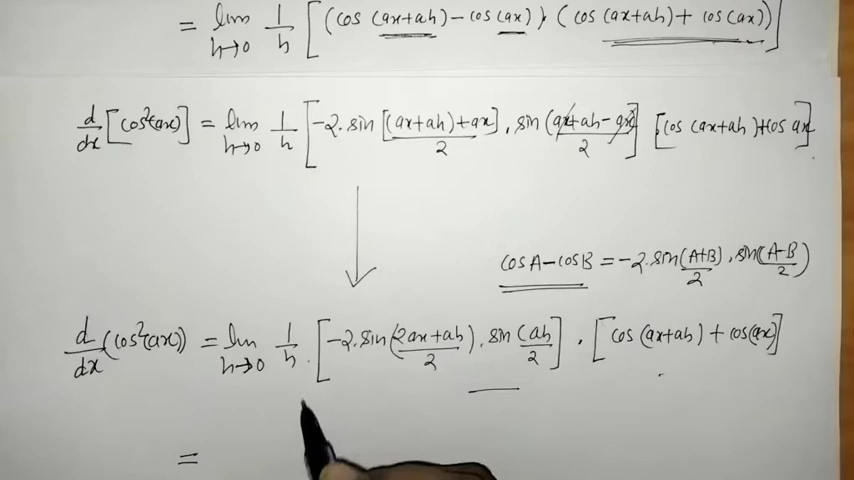 = lim h→0 1/h [(cos (ax+ah) - cos (ax)) . (cos (ax+ah) + cos (ax))]
d/dx [cos²(ax)] = lim h→0 1/h [-2. sin [(ax+ah)+ax]/2 . sin (ax+ah-ax)/2] [cos (ax+ah) + cos ax]
cosA - cosB = -2. sin (A+B)/2 . sin (A-B)/2
d/dx (cos²(ax)) = lim h→0 1/h . [-2. sin (2ax+ah)/2 . sin (ah/2)] . [cos (ax+ah) + cos(ax)]
=